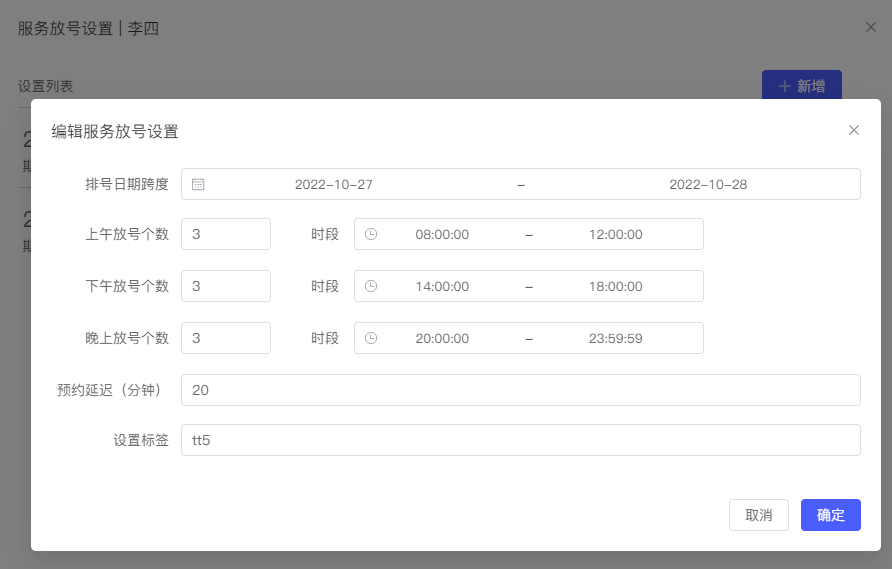 服务放号设置 | 李四
设置列表
新增
编辑服务放号设置
排号日期跨度 2022-10-27 - 2022-10-28
上午放号个数 3 时段 08:00:00 - 12:00:00
下午放号个数 3 时段 14:00:00 - 18:00:00
晚上放号个数 3 时段 20:00:00 - 23:59:59
预约延迟（分钟） 20
设置标签 tt5
取消 确定